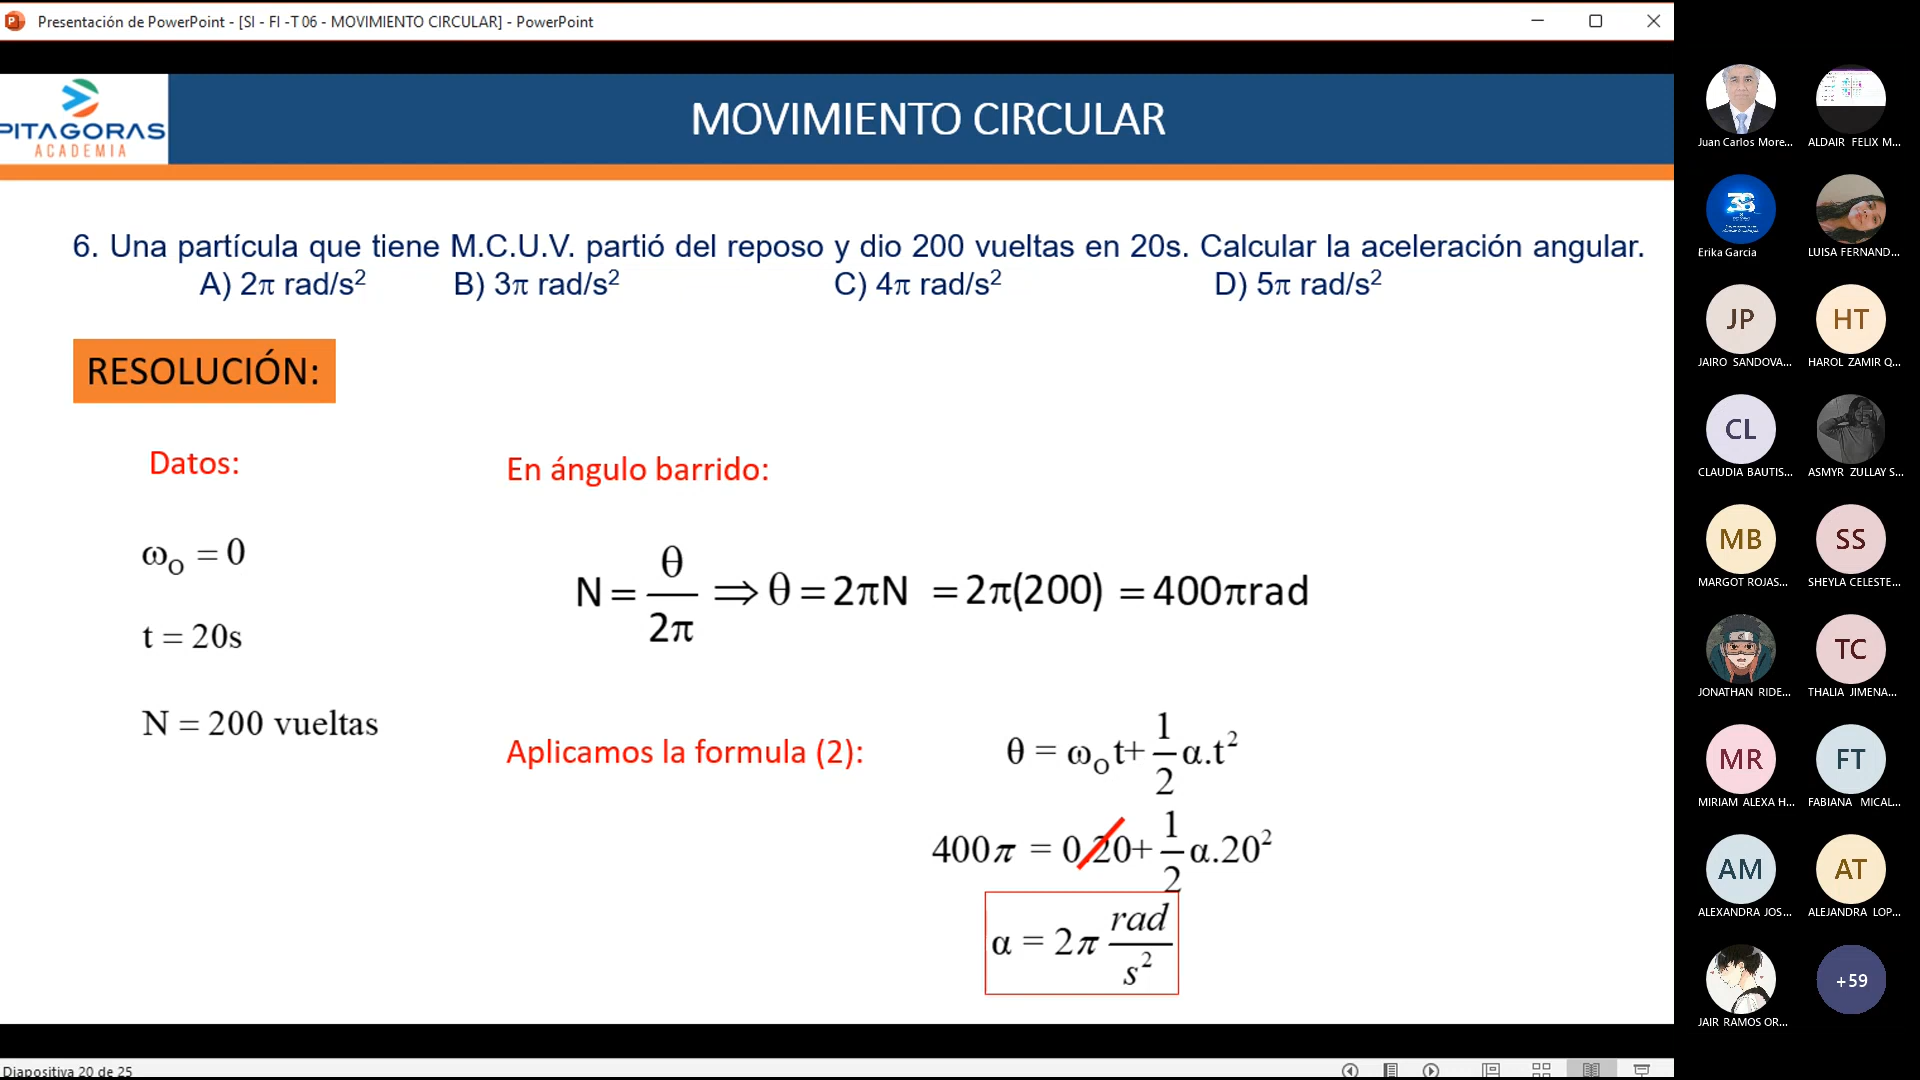 Presentación de PowerPoint - [SI - FI -T 06 - MOVIMIENTO CIRCULAR] - PowerPoint
PITAGORAS
ACADEMIA
MOVIMIENTO CIRCULAR
6. Una partícula que tiene M.C.U.V. partió del reposo y dio 200 vueltas en 20s. Calcular la aceleración angular.
A) 2π rad/s² B) 3π rad/s² C) 4π rad/s² D) 5π rad/s²
RESOLUCIÓN:
Datos:
ω₀ = 0
t = 20s
N = 200 vueltas
En ángulo barrido:
N = θ/2π ⇒ θ = 2πN = 2π(200) = 400πrad
Aplicamos la formula (2):
θ = ω₀t + 1/2 α.t²
400π = 0.20 + 1/2 α.20²
α = 2π rad/s²
Diapositiva 20 de 25
Juan Carlos More...
ALDAIR FELIX M...
38
Erika Garcia
LUISA FERNAND...
JP
JAIRO SANDOVA...
HT
HAROL ZAMIR Q...
CL
CLAUDIA BAUTIS...
ASMYR ZULLAY S...
MB
MARGOT ROJAS...
SS
SHEYLA CELESTE...
JONATHAN RIDE...
TC
THALIA JIMENA...
MR
MIRIAM ALEXA H...
FT
FABIANA MICAL...
AM
ALEXANDRA JOS...
AT
ALEJANDRA LOP...
JAIR RAMOS OR...
+59